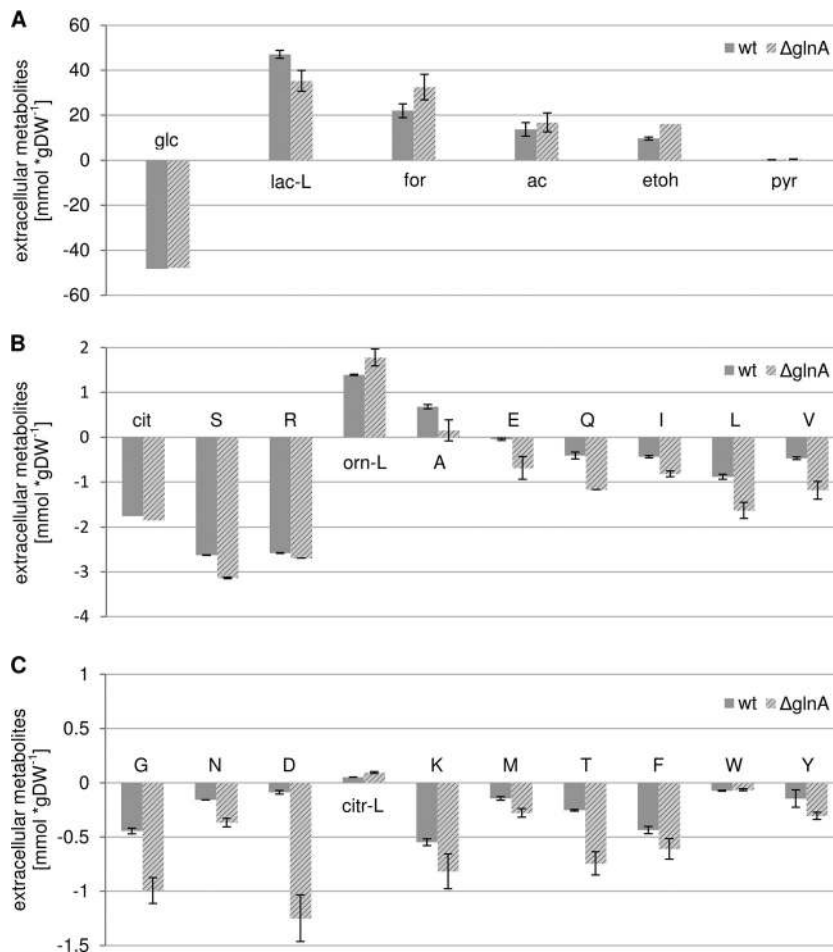 A
extracellular metabolites
[mmol *gDW⁻¹]
60
40
20
0
-20
-40
-60
wt ΔglnA
glc
lac-L for ac etoh pyr
B
extracellular metabolites
[mmol *gDW⁻¹]
2
1
0
-1
-2
-3
-4
wt ΔglnA
cit S R E Q I L V
orn-L A
C
extracellular metabolites
[mmol *gDW⁻¹]
1
0.5
0
-0.5
-1
-1.5
wt ΔglnA
G N D K M T F W Y
citr-L